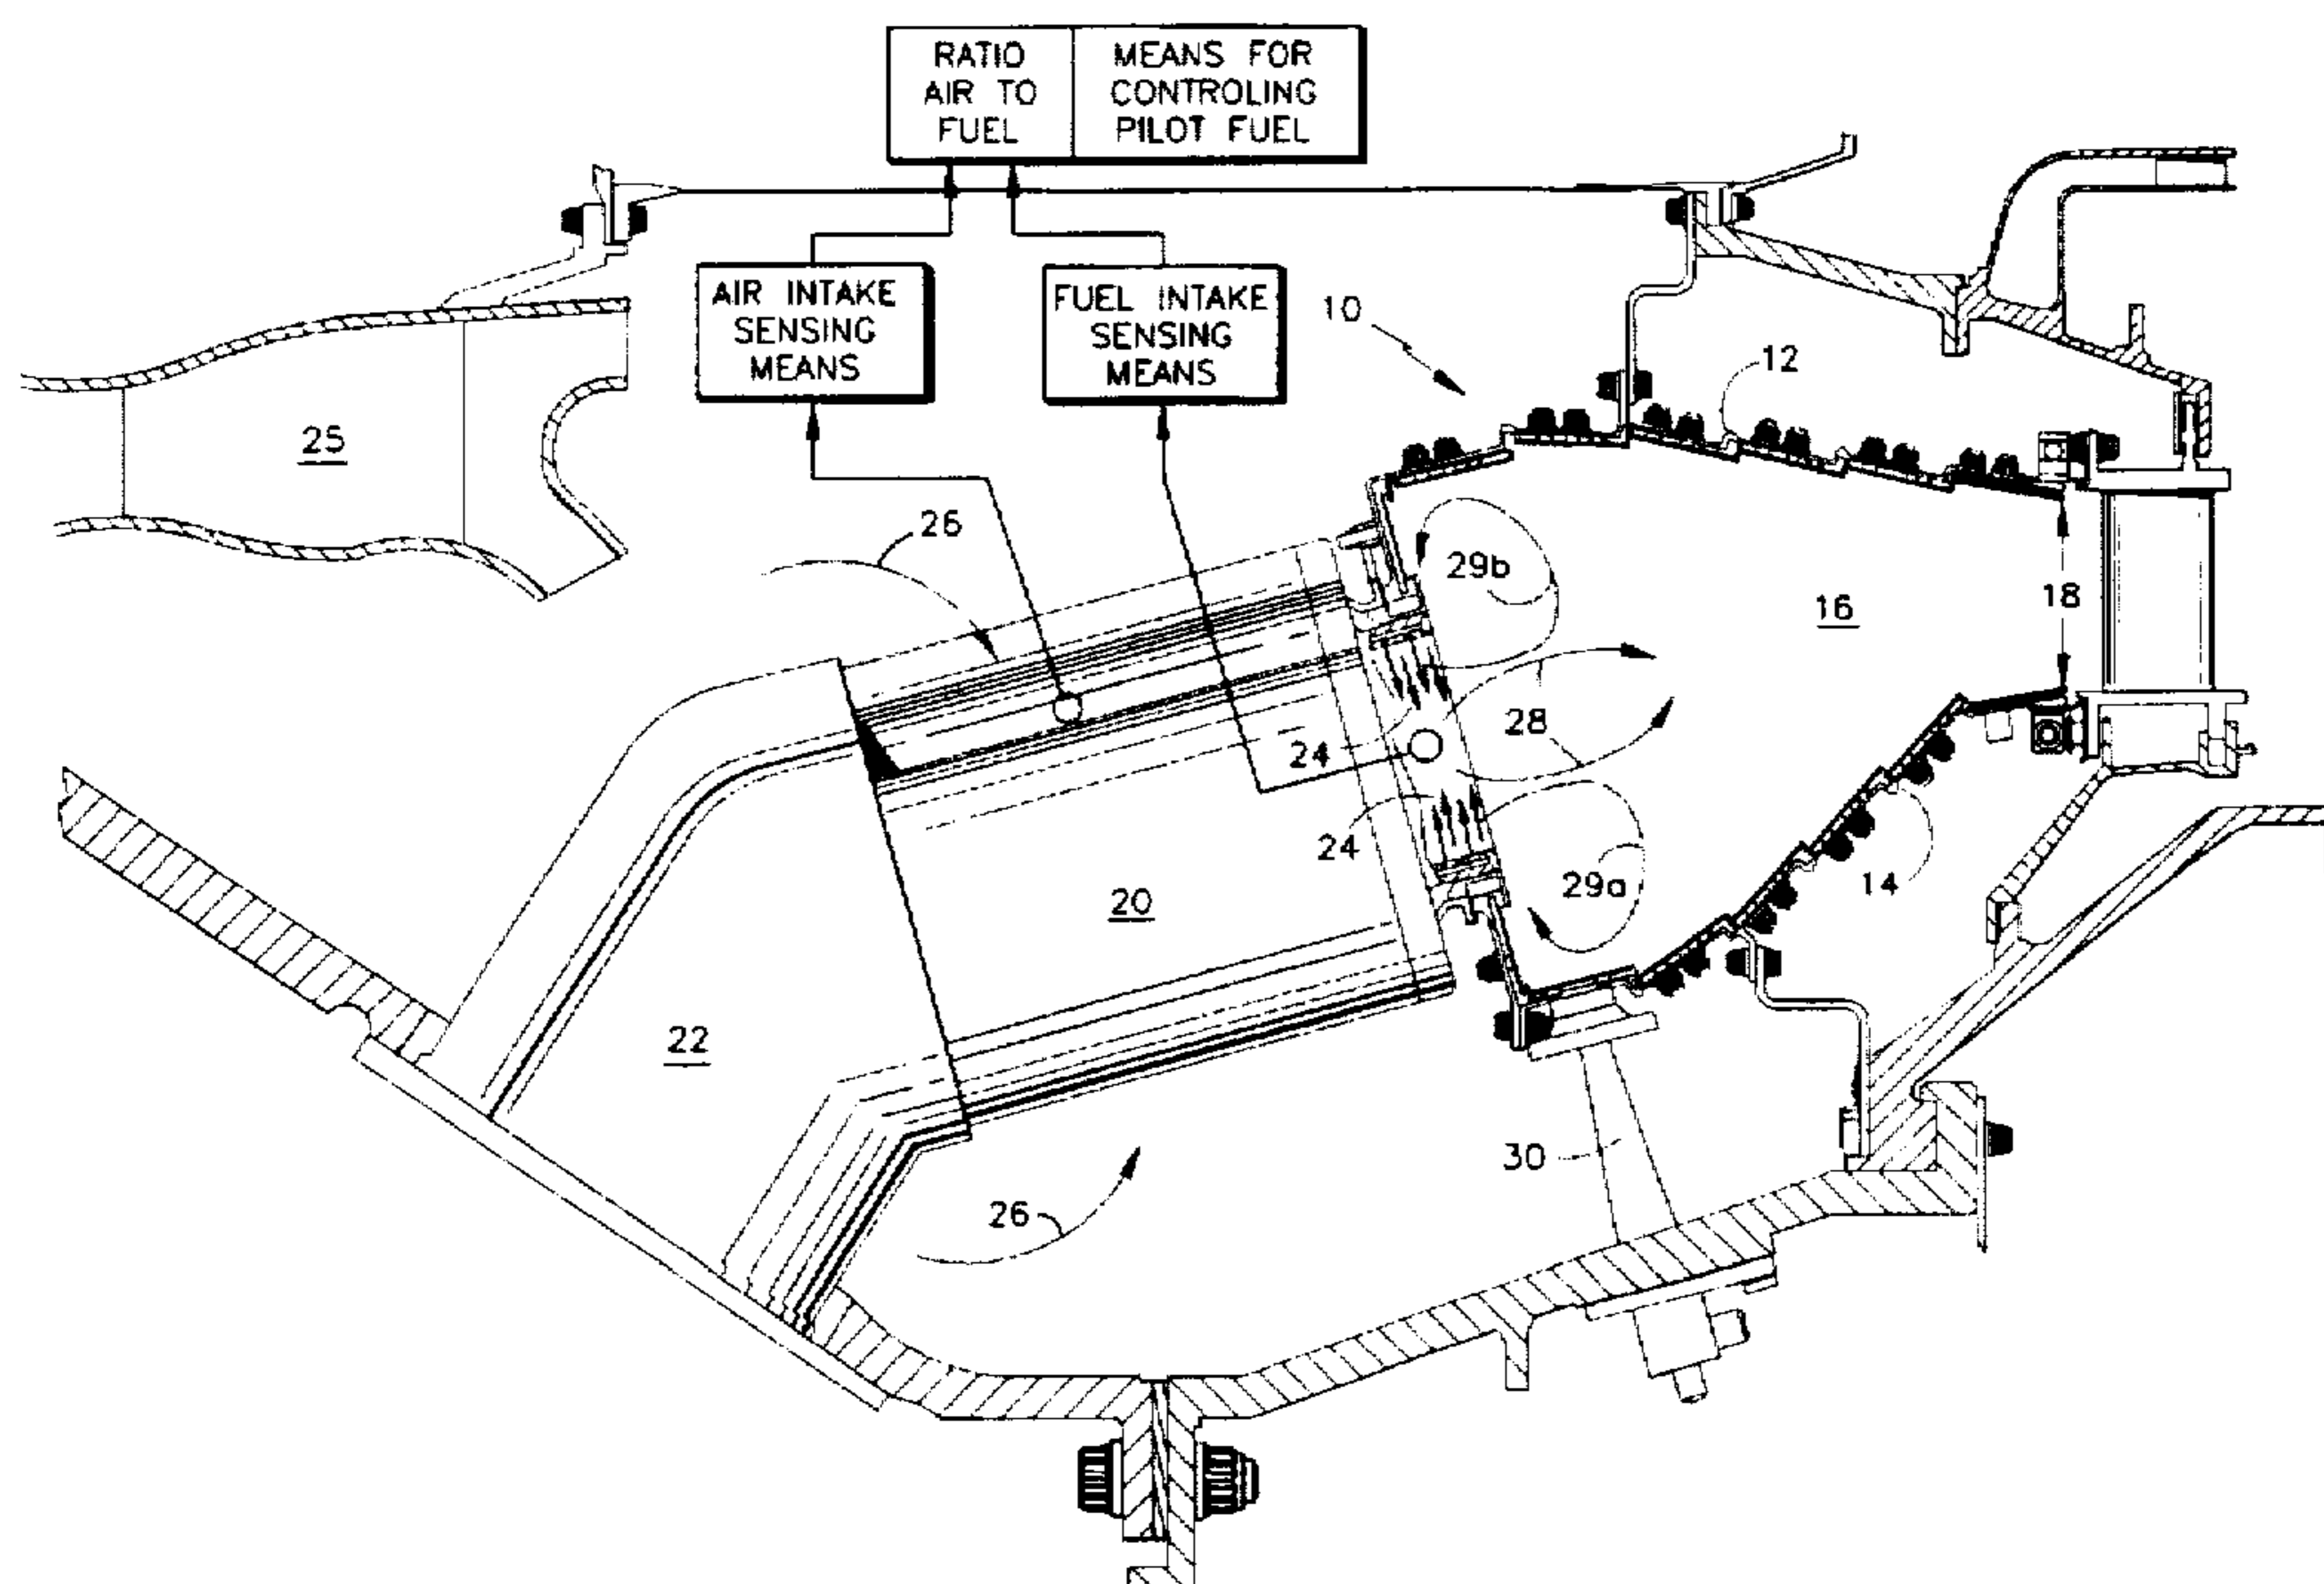 RATIO
AIR TO
FUEL
MEANS FOR
CONTROLING
PILOT FUEL
AIR INTAKE
SENSING
MEANS
FUEL INTAKE
SENSING
MEANS
10
12
25
26
29b
16
18
28
24
24
29a
14
20
22
30
26